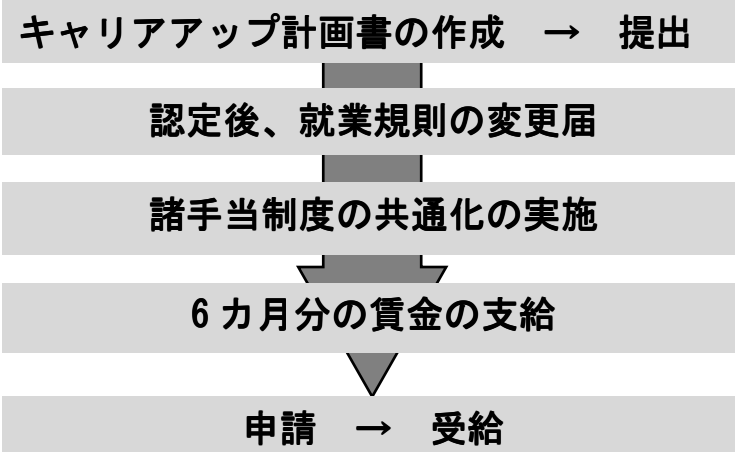 キャリアアップ計画書の作成　→　提出
認定後、就業規則の変更届
諸手当制度の共通化の実施
6カ月分の賃金の支給
申請　→　受給